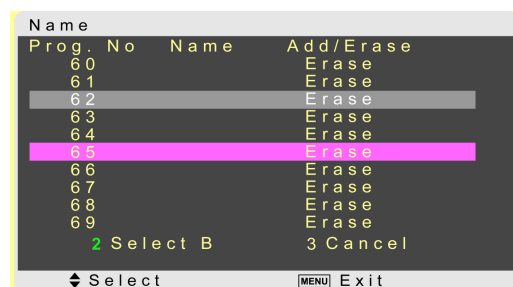 Name
Prog. No Name Add/Erase
60 Erase
61 Erase
62 Erase
63 Erase
64 Erase
65 Erase
66 Erase
67 Erase
68 Erase
69 Erase
2 Select B 3 Cancel
Select MENU Exit